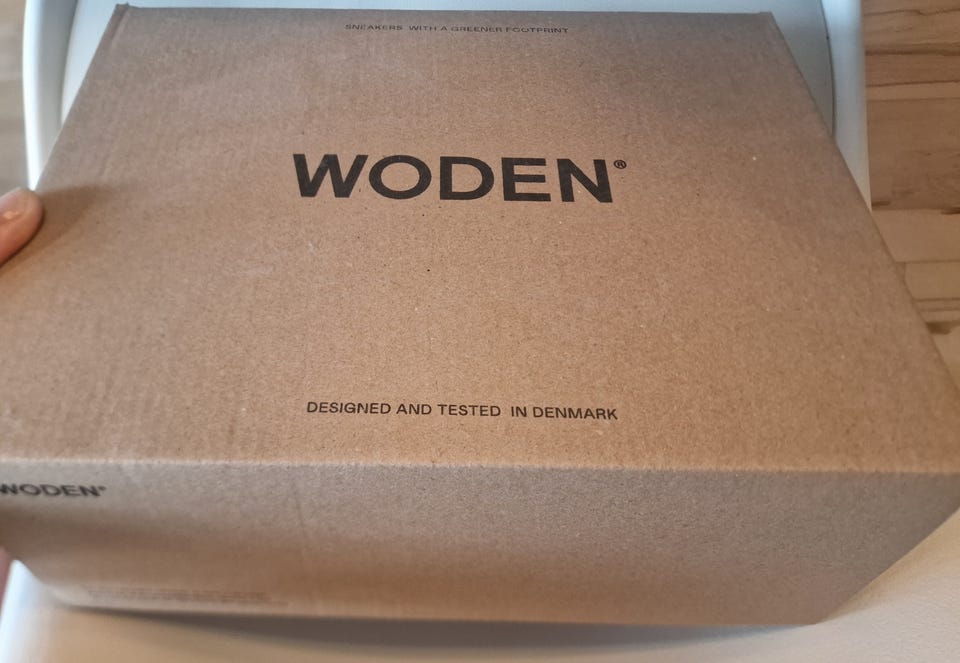 SNEAKERS WITH A GREENER FOOTPRINT
WODEN®
DESIGNED AND TESTED IN DENMARK
WODEN®